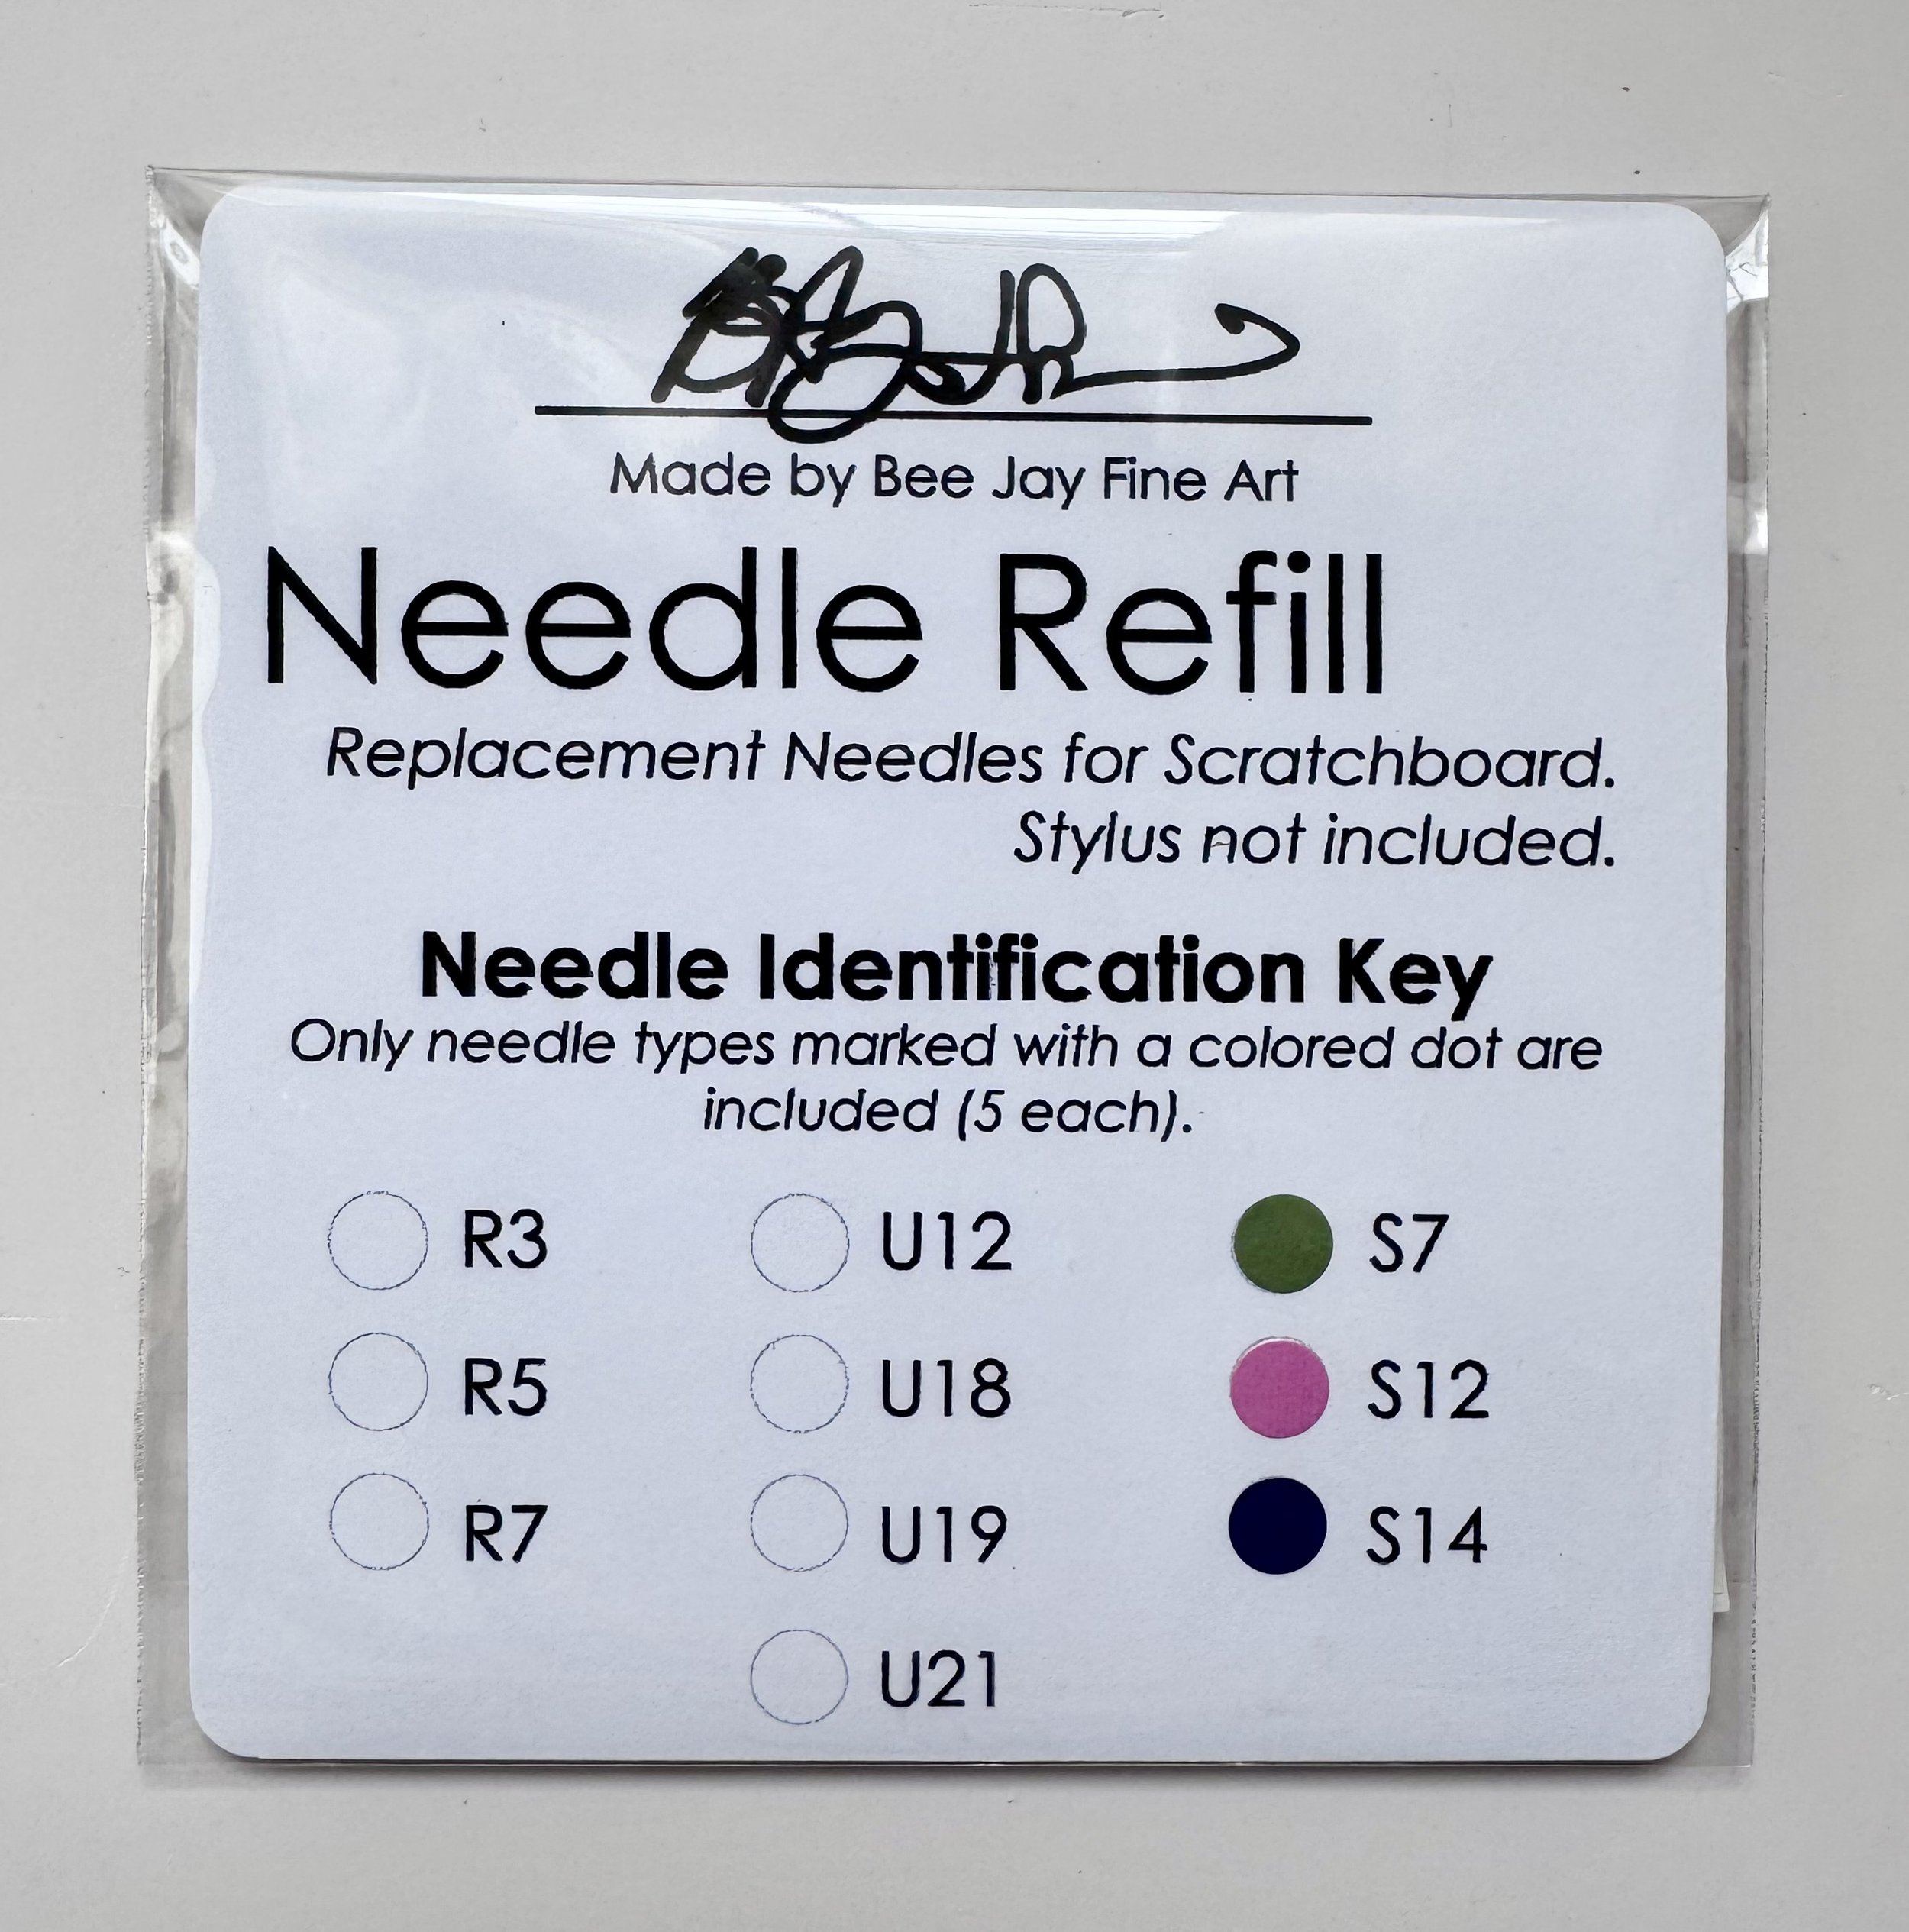 Made by Bee Jay Fine Art
Needle Refill
Replacement Needles for Scratchboard.
Stylus not included.
Needle Identification Key
Only needle types marked with a colored dot are
included (5 each).
R3 U12 S7
R5 U18 S12
R7 U19 S14
U21